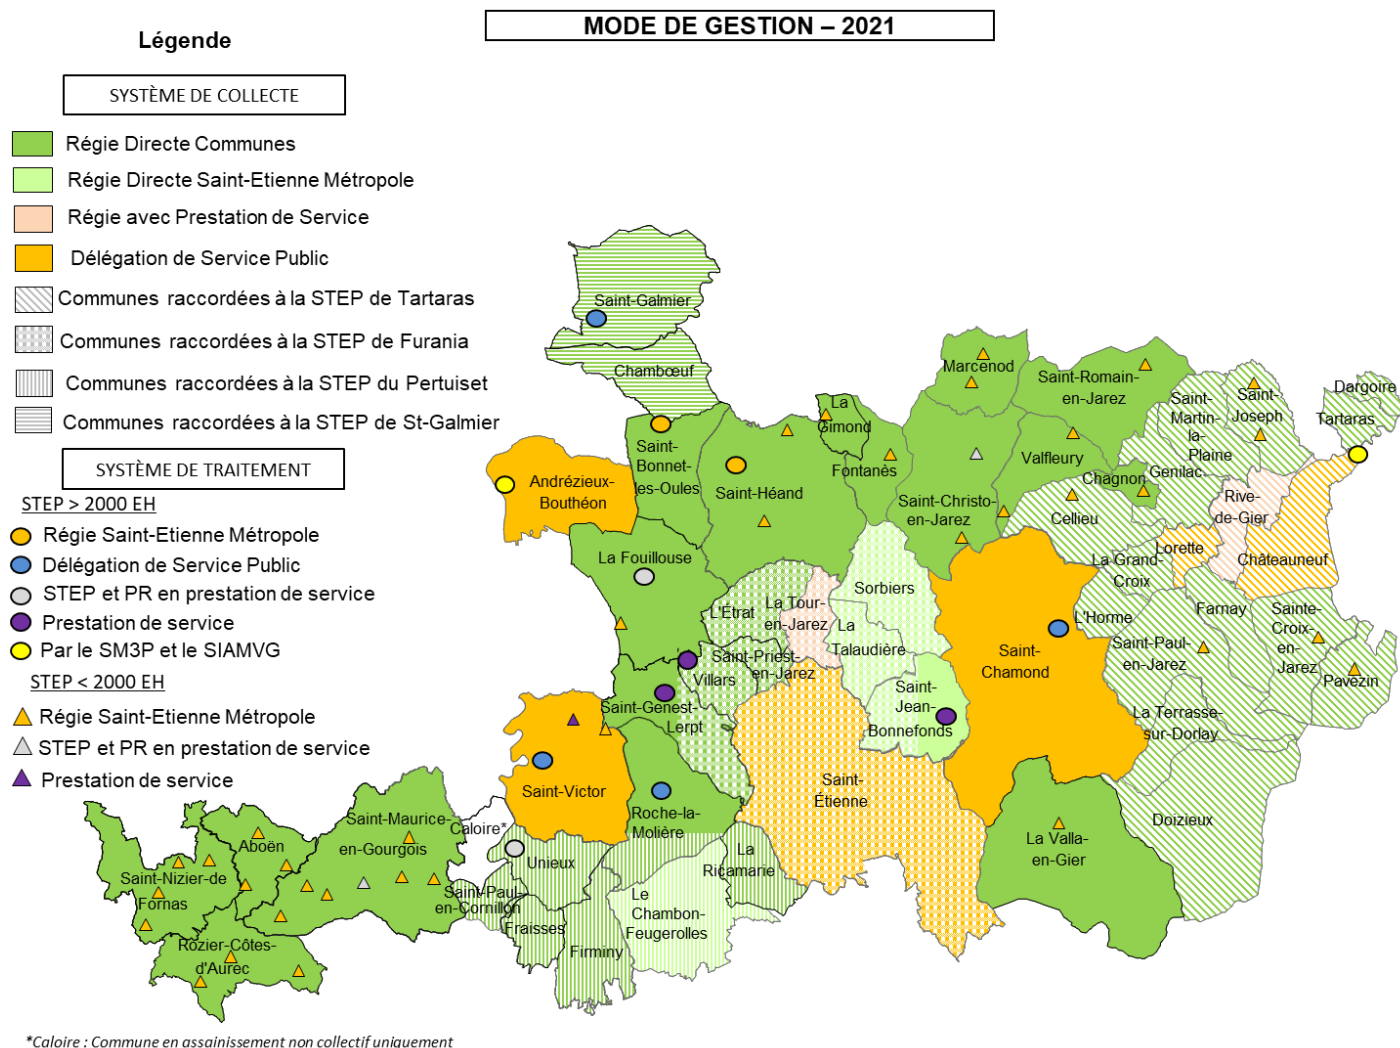 MODE DE GESTION – 2021
Légende
SYSTÈME DE COLLECTE
Régie Directe Communes
Régie Directe Saint-Etienne Métropole
Régie avec Prestation de Service
Délégation de Service Public
Communes raccordées à la STEP de Tartaras
Communes raccordées à la STEP de Furania
Communes raccordées à la STEP du Pertuiset
Communes raccordées à la STEP de St-Galmier
SYSTÈME DE TRAITEMENT
STEP > 2000 EH
Régie Saint-Etienne Métropole
Délégation de Service Public
STEP et PR en prestation de service
Prestation de service
Par le SM3P et le SIAMVG
STEP < 2000 EH
Régie Saint-Etienne Métropole
STEP et PR en prestation de service
Prestation de service
Saint-Galmier
Chambœuf
Andrézieux-
Bouthéon
Saint-
Bonnet-
les-Oules
Saint-Héand
La
Gimond
Fontanès
Marcenod
Saint-Romain-
en-Jarez
Valfleury
Saint-Christo-
en-Jarez
Chagnon
Cellieu
Saint-
Martin-
la-
Plaine
Genilac
Saint-
Joseph
Dargoire
Tartaras
Rive-
de-Gier
Châteauneuf
Lorette
La Grand-
Croix
L'Horme
Farnay
Sainte-
Croix-
en-
Jarez
Pavezin
Saint-Paul-
en-Jarez
La Terrasse-
sur-Dorlay
Doizieux
La Fouillouse
L'Étrat
La Tour-
en-Jarez
Sorbiers
La
Talaudière
Saint-Priest-
en-Jarez
Villars
Saint-Genest-
Lerpt
Saint-
Jean-
Bonnefonds
Saint-
Chamond
Saint-
Étienne
La Valla-
en-Gier
Saint-Victor
Roche-la-
Molière
La
Ricamarie
Le
Chambon-
Feugerolles
Caloire*
Unieux
Saint-Paul-
en-Cornillon
Fraisses
Firminy
Saint-Maurice-
en-Gourgois
Aboën
Saint-Nizier-de
Fornas
Rozier-Côtes-
d'Aurec
*Caloire : Commune en assainissement non collectif uniquement